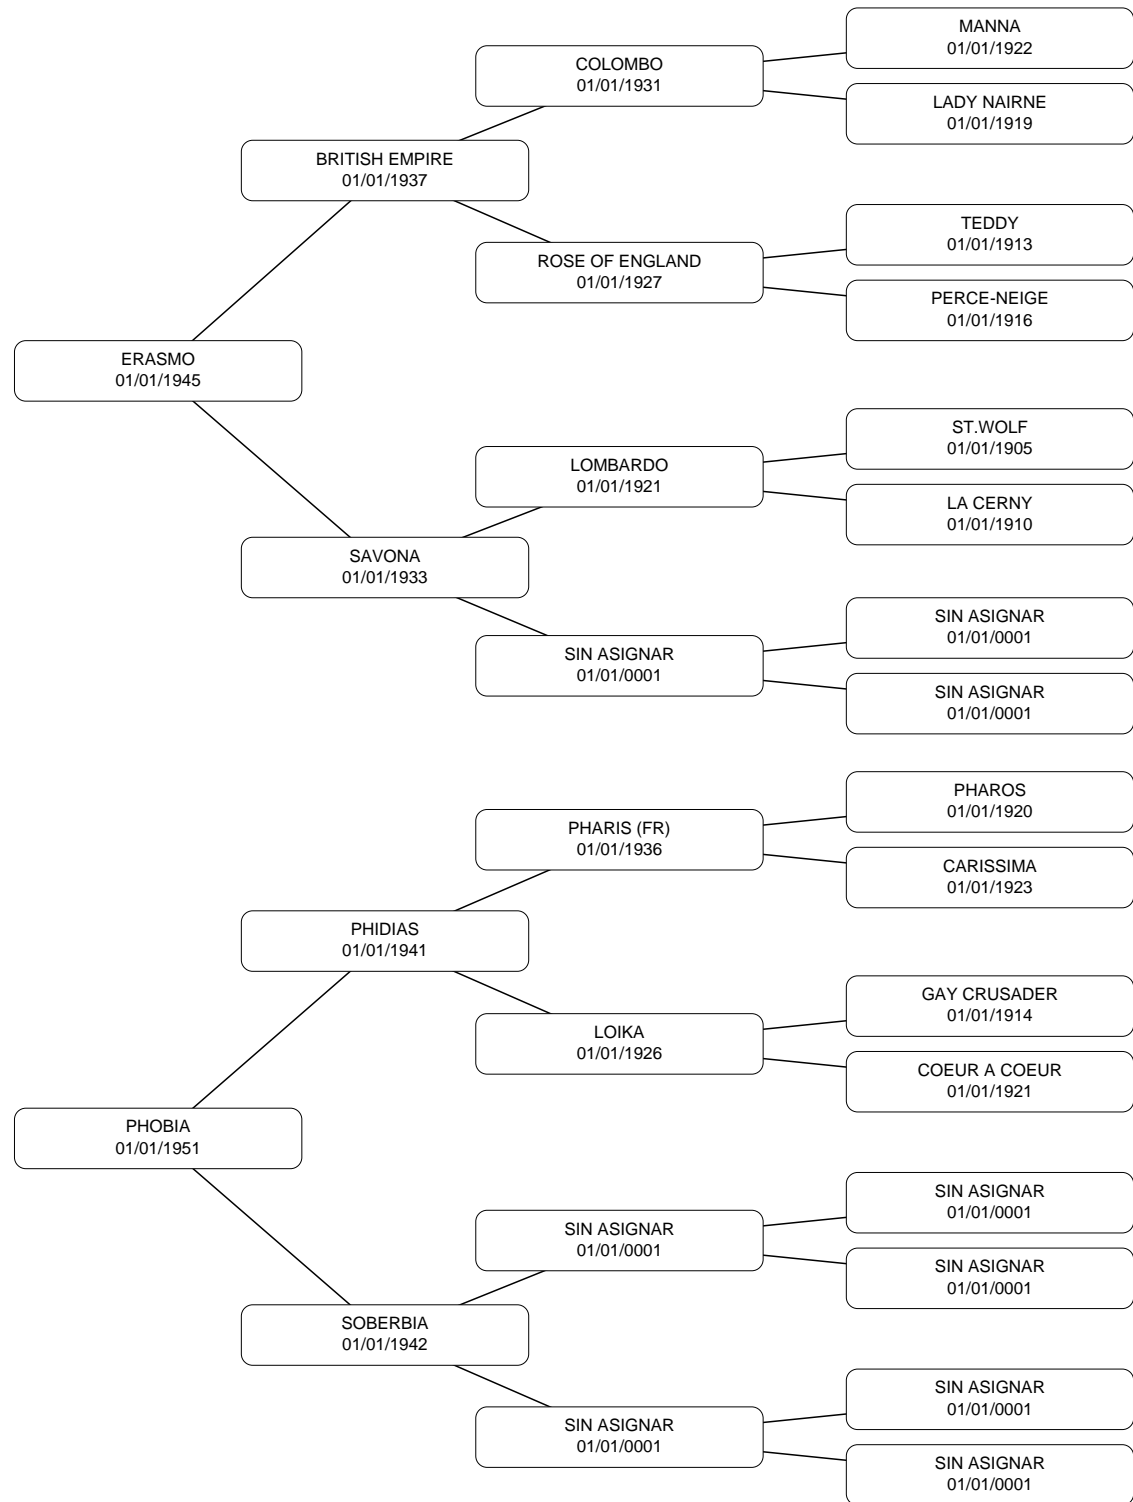 MANNA
01/01/1922
COLOMBO
01/01/1931
LADY NAIRNE
01/01/1919
BRITISH EMPIRE
01/01/1937
TEDDY
01/01/1913
ROSE OF ENGLAND
01/01/1927
PERCE-NEIGE
01/01/1916
ERASMO
01/01/1945
ST.WOLF
01/01/1905
LOMBARDO
01/01/1921
LA CERNY
01/01/1910
SAVONA
01/01/1933
SIN ASIGNAR
01/01/0001
SIN ASIGNAR
01/01/0001
SIN ASIGNAR
01/01/0001
PHAROS
01/01/1920
PHARIS (FR)
01/01/1936
CARISSIMA
01/01/1923
PHIDIAS
01/01/1941
GAY CRUSADER
01/01/1914
LOIKA
01/01/1926
COEUR A COEUR
01/01/1921
PHOBIA
01/01/1951
SIN ASIGNAR
01/01/0001
SIN ASIGNAR
01/01/0001
SIN ASIGNAR
01/01/0001
SOBERBIA
01/01/1942
SIN ASIGNAR
01/01/0001
SIN ASIGNAR
01/01/0001
SIN ASIGNAR
01/01/0001